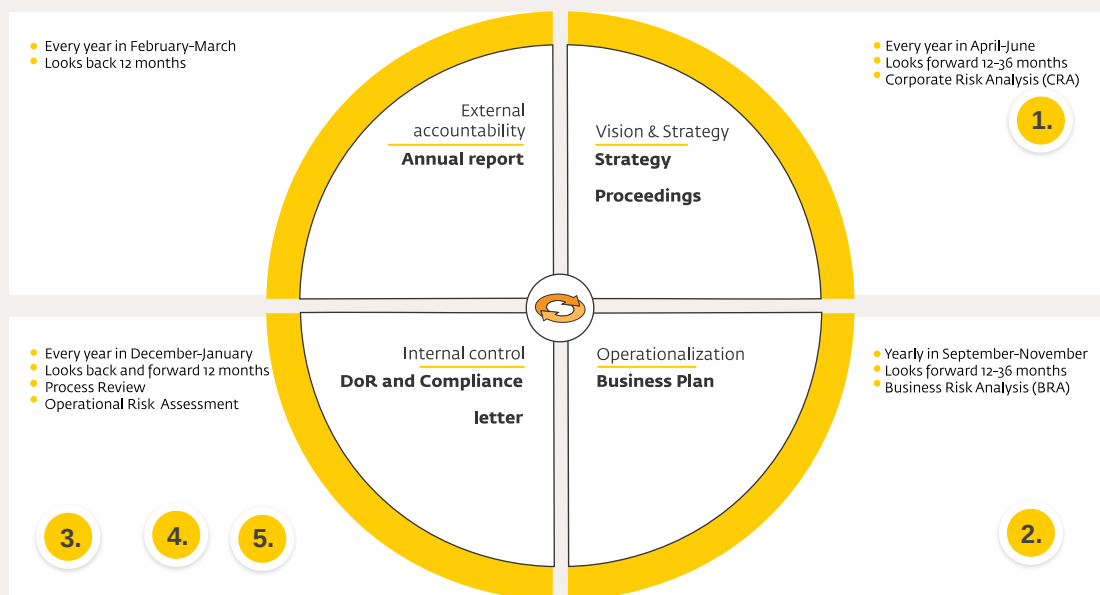 Every year in February-March
Looks back 12 months
External
accountability
Annual report
Vision & Strategy
Strategy
Proceedings
Every year in April-June
Looks forward 12-36 months
Corporate Risk Analysis (CRA)
1.
Every year in December-January
Looks back and forward 12 months
Process Review
Operational Risk Assessment
3.
4.
5.
Internal control
DoR and Compliance
letter
Operationalization
Business Plan
Yearly in September-November
Looks forward 12-36 months
Business Risk Analysis (BRA)
2.